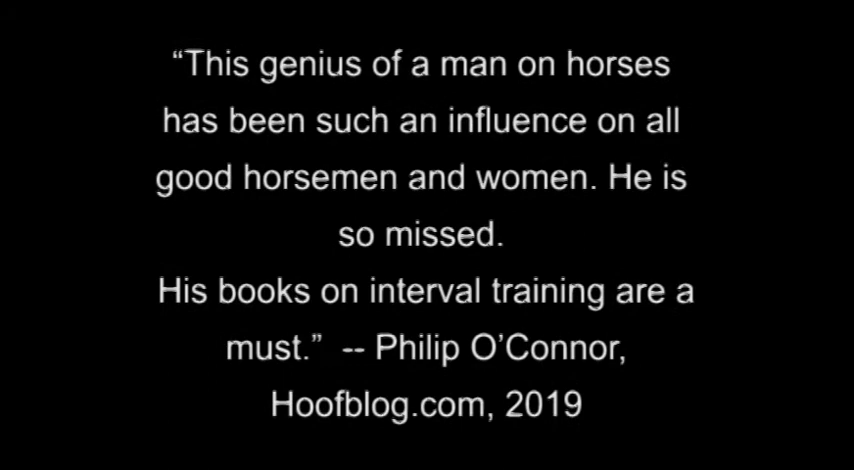 “This genius of a man on horses
has been such an influence on all
good horsemen and women. He is
so missed.
His books on interval training are a
must.”  -- Philip O’Connor,
Hoofblog.com, 2019